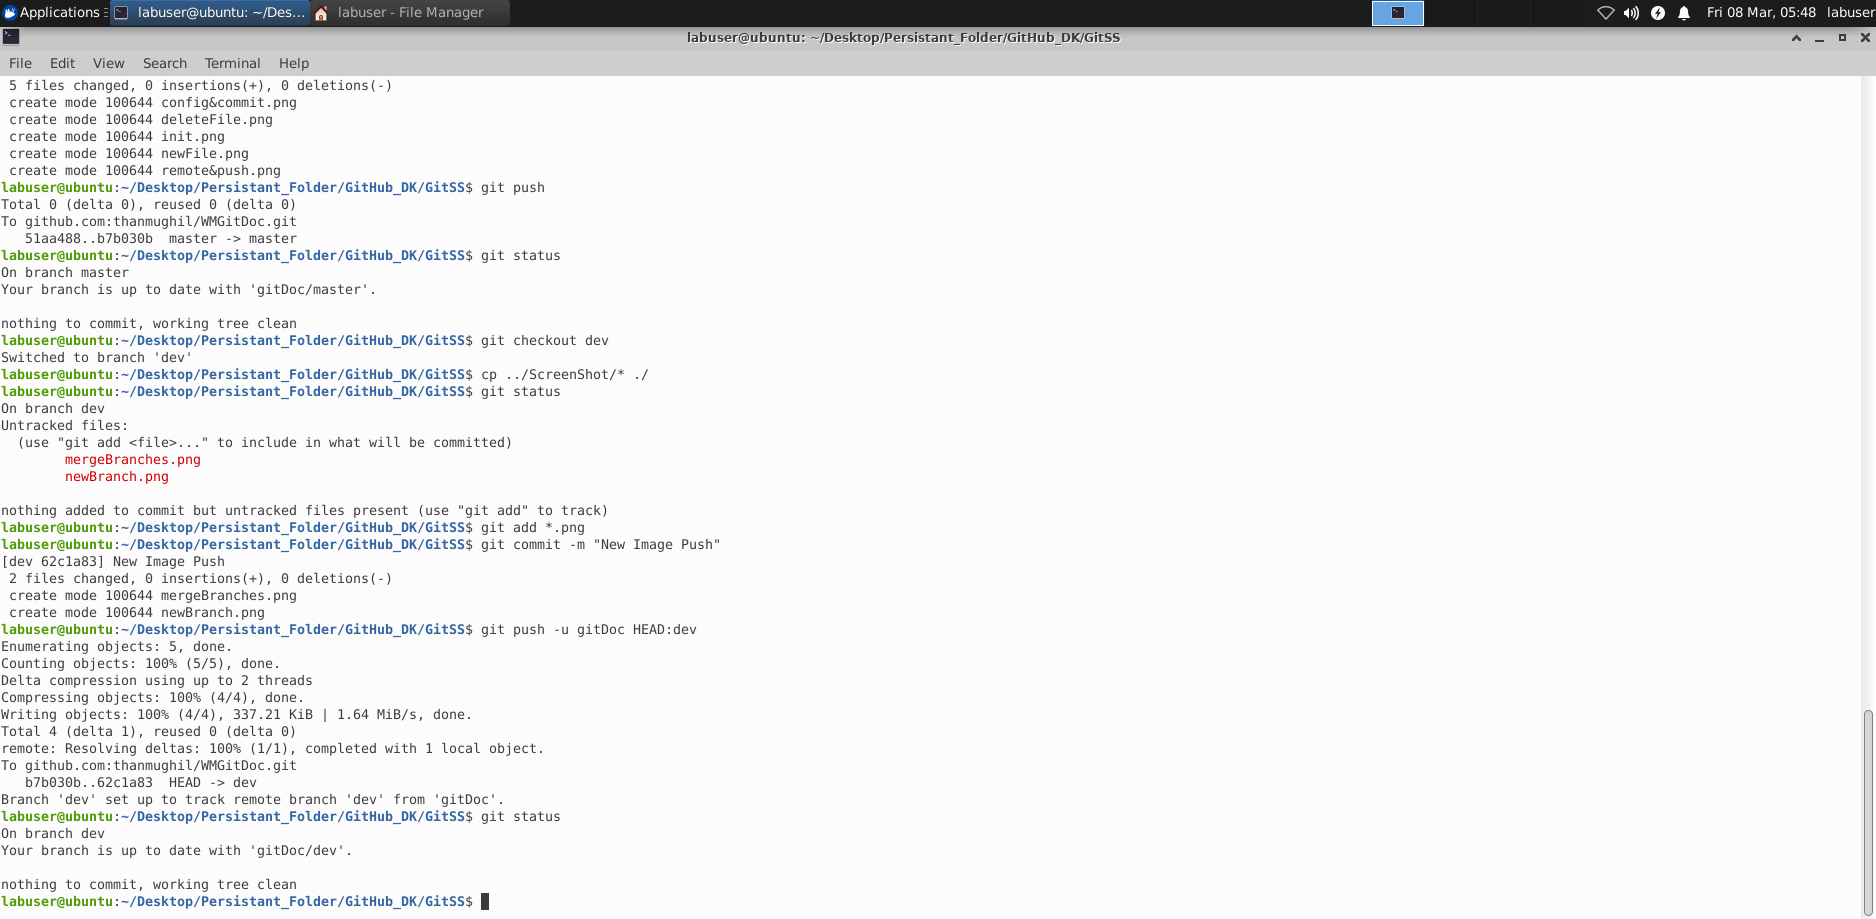 Applications
labuser@ubuntu: ~/Des...
labuser - File Manager
Fri 08 Mar, 05:48
labuser
labuser@ubuntu: ~/Desktop/Persistant_Folder/GitHub_DK/GitSS
File Edit View Search Terminal Help
 5 files changed, 0 insertions(+), 0 deletions(-)
 create mode 100644 config&commit.png
 create mode 100644 deleteFile.png
 create mode 100644 init.png
 create mode 100644 newFile.png
 create mode 100644 remote&push.png
labuser@ubuntu:~/Desktop/Persistant_Folder/GitHub_DK/GitSS$ git push
Total 0 (delta 0), reused 0 (delta 0)
To github.com:thanmughil/WMGitDoc.git
   51aa488..b7b030b  master -> master
labuser@ubuntu:~/Desktop/Persistant_Folder/GitHub_DK/GitSS$ git status
On branch master
Your branch is up to date with 'gitDoc/master'.

nothing to commit, working tree clean
labuser@ubuntu:~/Desktop/Persistant_Folder/GitHub_DK/GitSS$ git checkout dev
Switched to branch 'dev'
labuser@ubuntu:~/Desktop/Persistant_Folder/GitHub_DK/GitSS$ cp ../ScreenShot/* ./
labuser@ubuntu:~/Desktop/Persistant_Folder/GitHub_DK/GitSS$ git status
On branch dev
Untracked files:
  (use "git add <file>..." to include in what will be committed)
        mergeBranches.png
        newBranch.png

nothing added to commit but untracked files present (use "git add" to track)
labuser@ubuntu:~/Desktop/Persistant_Folder/GitHub_DK/GitSS$ git add *.png
labuser@ubuntu:~/Desktop/Persistant_Folder/GitHub_DK/GitSS$ git commit -m "New Image Push"
[dev 62c1a83] New Image Push
 2 files changed, 0 insertions(+), 0 deletions(-)
 create mode 100644 mergeBranches.png
 create mode 100644 newBranch.png
labuser@ubuntu:~/Desktop/Persistant_Folder/GitHub_DK/GitSS$ git push -u gitDoc HEAD:dev
Enumerating objects: 5, done.
Counting objects: 100% (5/5), done.
Delta compression using up to 2 threads
Compressing objects: 100% (4/4), done.
Writing objects: 100% (4/4), 337.21 KiB | 1.64 MiB/s, done.
Total 4 (delta 1), reused 0 (delta 0)
remote: Resolving deltas: 100% (1/1), completed with 1 local object.
To github.com:thanmughil/WMGitDoc.git
   b7b030b..62c1a83  HEAD -> dev
Branch 'dev' set up to track remote branch 'dev' from 'gitDoc'.
labuser@ubuntu:~/Desktop/Persistant_Folder/GitHub_DK/GitSS$ git status
On branch dev
Your branch is up to date with 'gitDoc/dev'.

nothing to commit, working tree clean
labuser@ubuntu:~/Desktop/Persistant_Folder/GitHub_DK/GitSS$